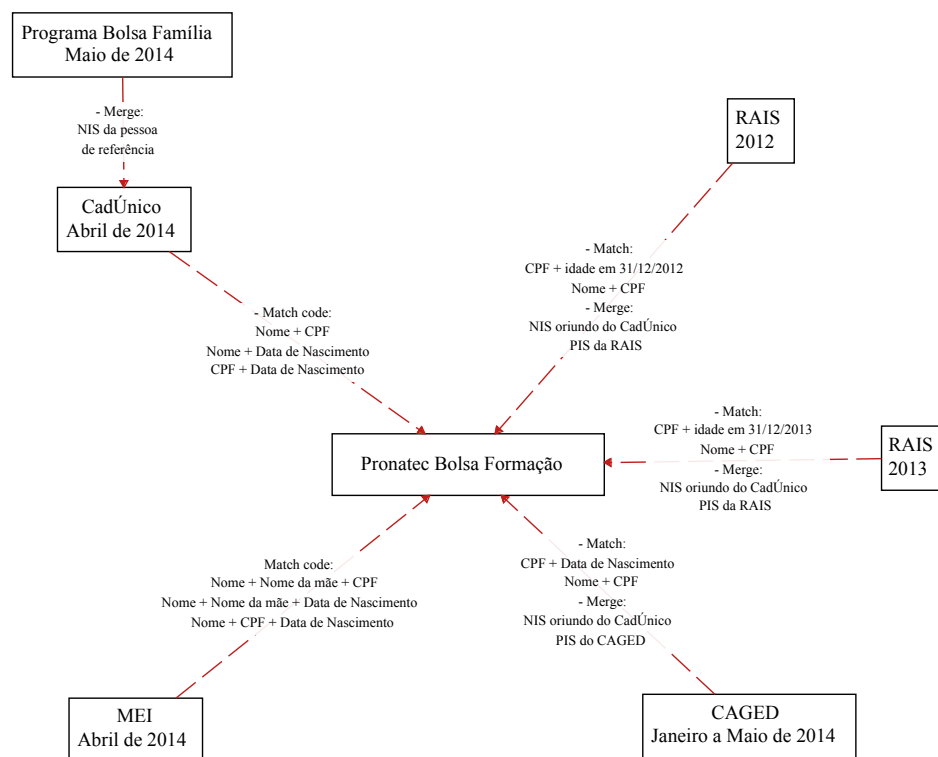 Programa Bolsa Família
Maio de 2014
- Merge:
NIS da pessoa
de referência
CadÚnico
Abril de 2014
- Match code:
Nome + CPF
Nome + Data de Nascimento
CPF + Data de Nascimento
RAIS
2012
- Match:
CPF + idade em 31/12/2012
Nome + CPF
- Merge:
NIS oriundo do CadÚnico
PIS da RAIS
Pronatec Bolsa Formação
- Match:
CPF + idade em 31/12/2013
Nome + CPF
- Merge:
NIS oriundo do CadÚnico
PIS da RAIS
RAIS
2013
Match code:
Nome + Nome da mãe + CPF
Nome + Nome da mãe + Data de Nascimento
Nome + CPF + Data de Nascimento
MEI
Abril de 2014
- Match:
CPF + Data de Nascimento
Nome + CPF
- Merge:
NIS oriundo do CadÚnico
PIS do CAGED
CAGED
Janeiro a Maio de 2014